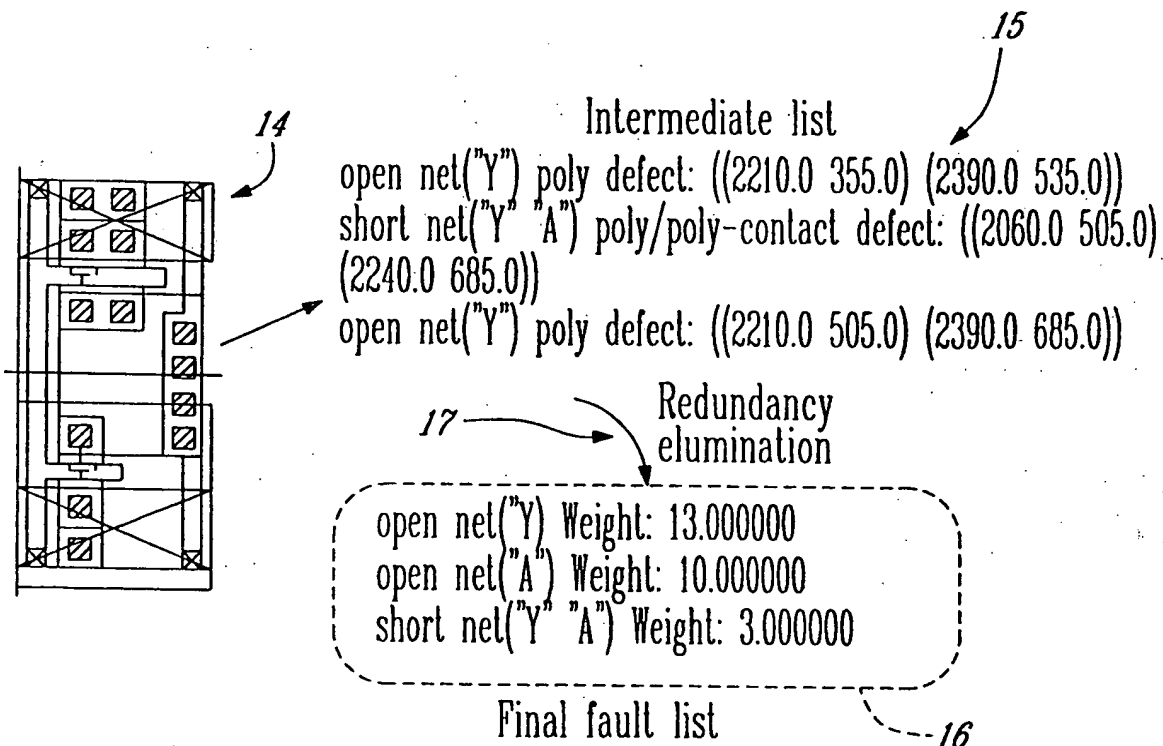 15
14
Intermediate list
open net("Y") poly defect: ((2210.0 355.0) (2390.0 535.0))
short net("Y" "A") poly/poly-contact defect: ((2060.0 505.0)
(2240.0 685.0))
open net("Y") poly defect: ((2210.0 505.0) (2390.0 685.0))
17
Redundancy
elumination
open net("Y) Weight: 13.000000
open net("A") Weight: 10.000000
short net("Y" "A") Weight: 3.000000
Final fault list
16